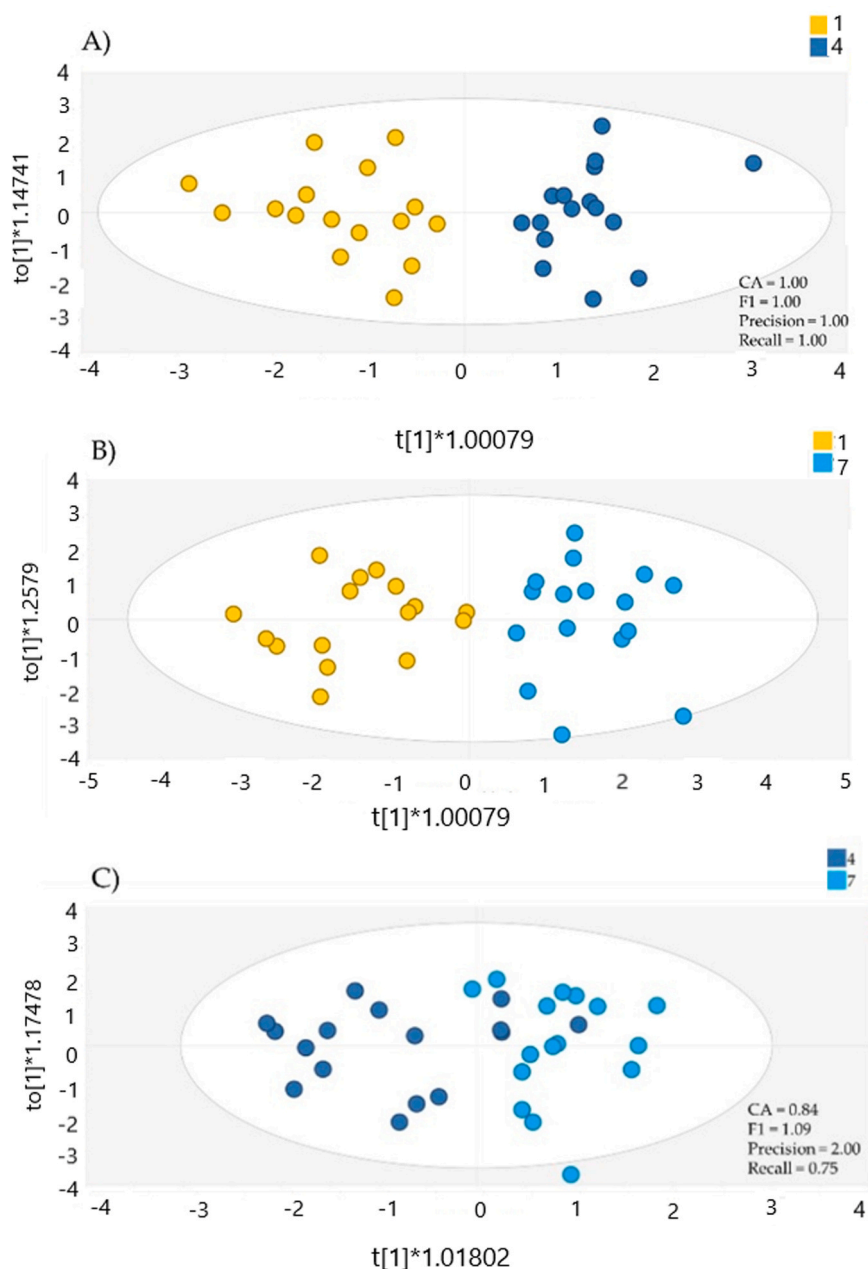 A)
1
4
4
3
2
1
0
-1
-2
-3
-4
to[1]*1.14741
CA = 1.00
F1 = 1.00
Precision = 1.00
Recall = 1.00
-4 -3 -2 -1 0 1 2 3 4
t[1]*1.00079
B)
1
7
4
3
2
1
0
-1
-2
-3
-4
to[1]*1.2579
-5 -4 -3 -2 -1 0 1 2 3 4 5
t[1]*1.00079
C)
4
7
4
3
2
1
0
-1
-2
-3
-4
to[1]*1.17478
CA = 0.84
F1 = 1.09
Precision = 2.00
Recall = 0.75
-4 -3 -2 -1 0 1 2 3 4
t[1]*1.01802